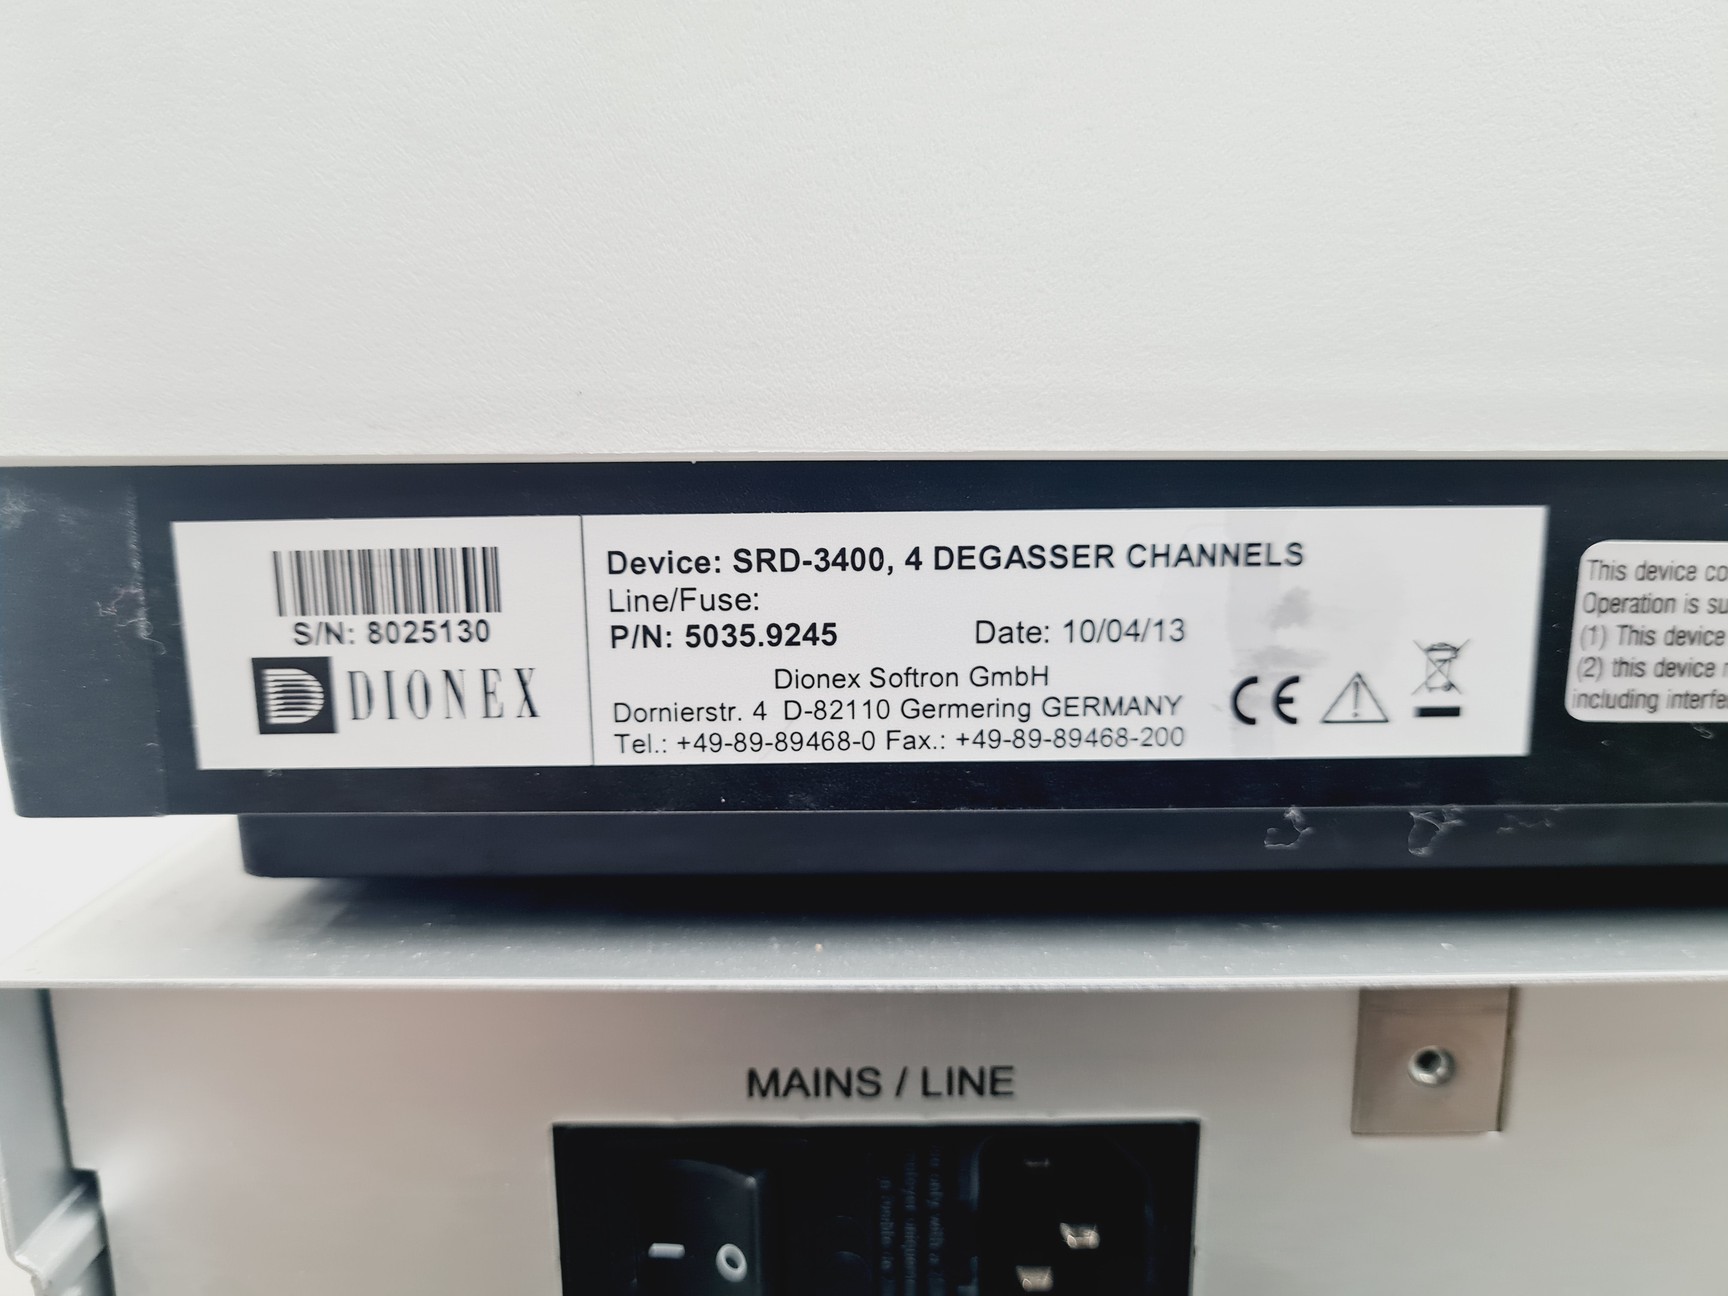 S/N: 8025130
DIONEX
Device: SRD-3400, 4 DEGASSER CHANNELS
Line/Fuse:
P/N: 5035.9245 Date: 10/04/13
Dionex Softron GmbH
Dornierstr. 4 D-82110 Germering GERMANY
Tel.: +49-89-89468-0 Fax.: +49-89-89468-200
CE
This device co
Operation is su
(1) This device
(2) this device
including interfe
MAINS / LINE